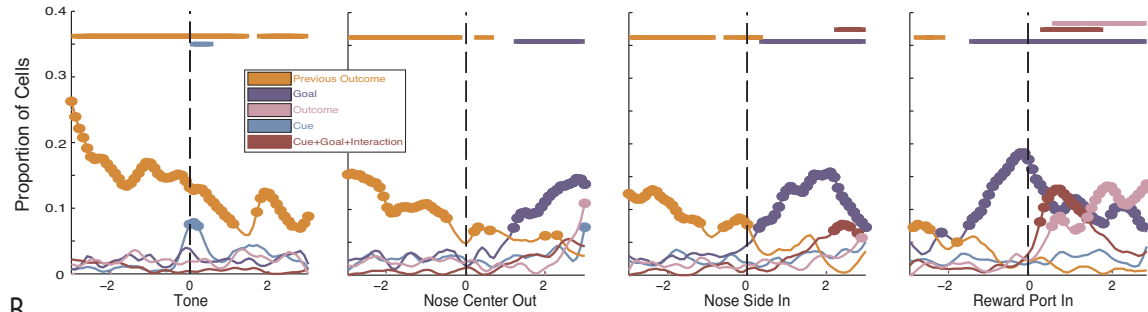 0.4
0.3
0.2
0.1
0
Proportion of Cells
Previous Outcome
Goal
Outcome
Cue
Cue+Goal+Interaction
−2 0 2
−2 0 2
−2 0 2
−2 0 2
Tone
Nose Center Out
Nose Side In
Reward Port In
B